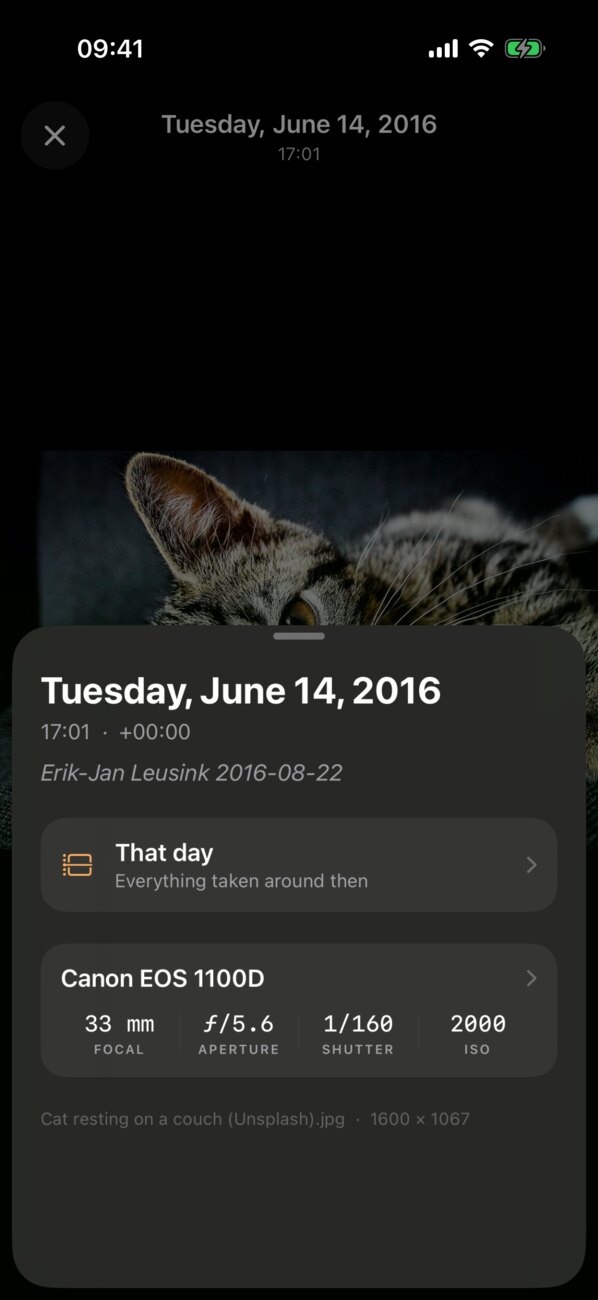 09:41
Tuesday, June 14, 2016
17:01
Tuesday, June 14, 2016
17:01 · +00:00
Erik-Jan Leusink 2016-08-22
That day
Everything taken around then
Canon EOS 1100D
33 mm ƒ/5.6 1/160 2000
FOCAL APERTURE SHUTTER ISO
Cat resting on a couch (Unsplash).jpg · 1600 × 1067